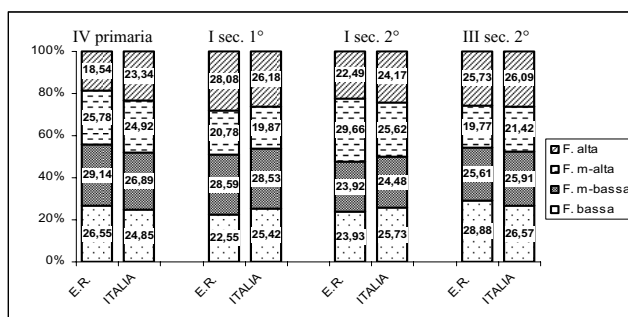 IV primaria I sec. 1° I sec. 2° III sec. 2°
100%
80%
60%
40%
20%
0%
18,54 23,34 28,08 26,18 22,49 24,17 25,73 26,09
25,78 24,92 20,78 19,87 29,66 25,62 19,77 21,42
29,14 26,89 28,59 28,53 23,92 24,48 25,61 25,91
26,55 24,85 22,55 25,42 23,93 25,73 28,88 26,57
E.R. ITALIA E.R. ITALIA E.R. ITALIA E.R. ITALIA
F. alta
F. m-alta
F. m-bassa
F. bassa